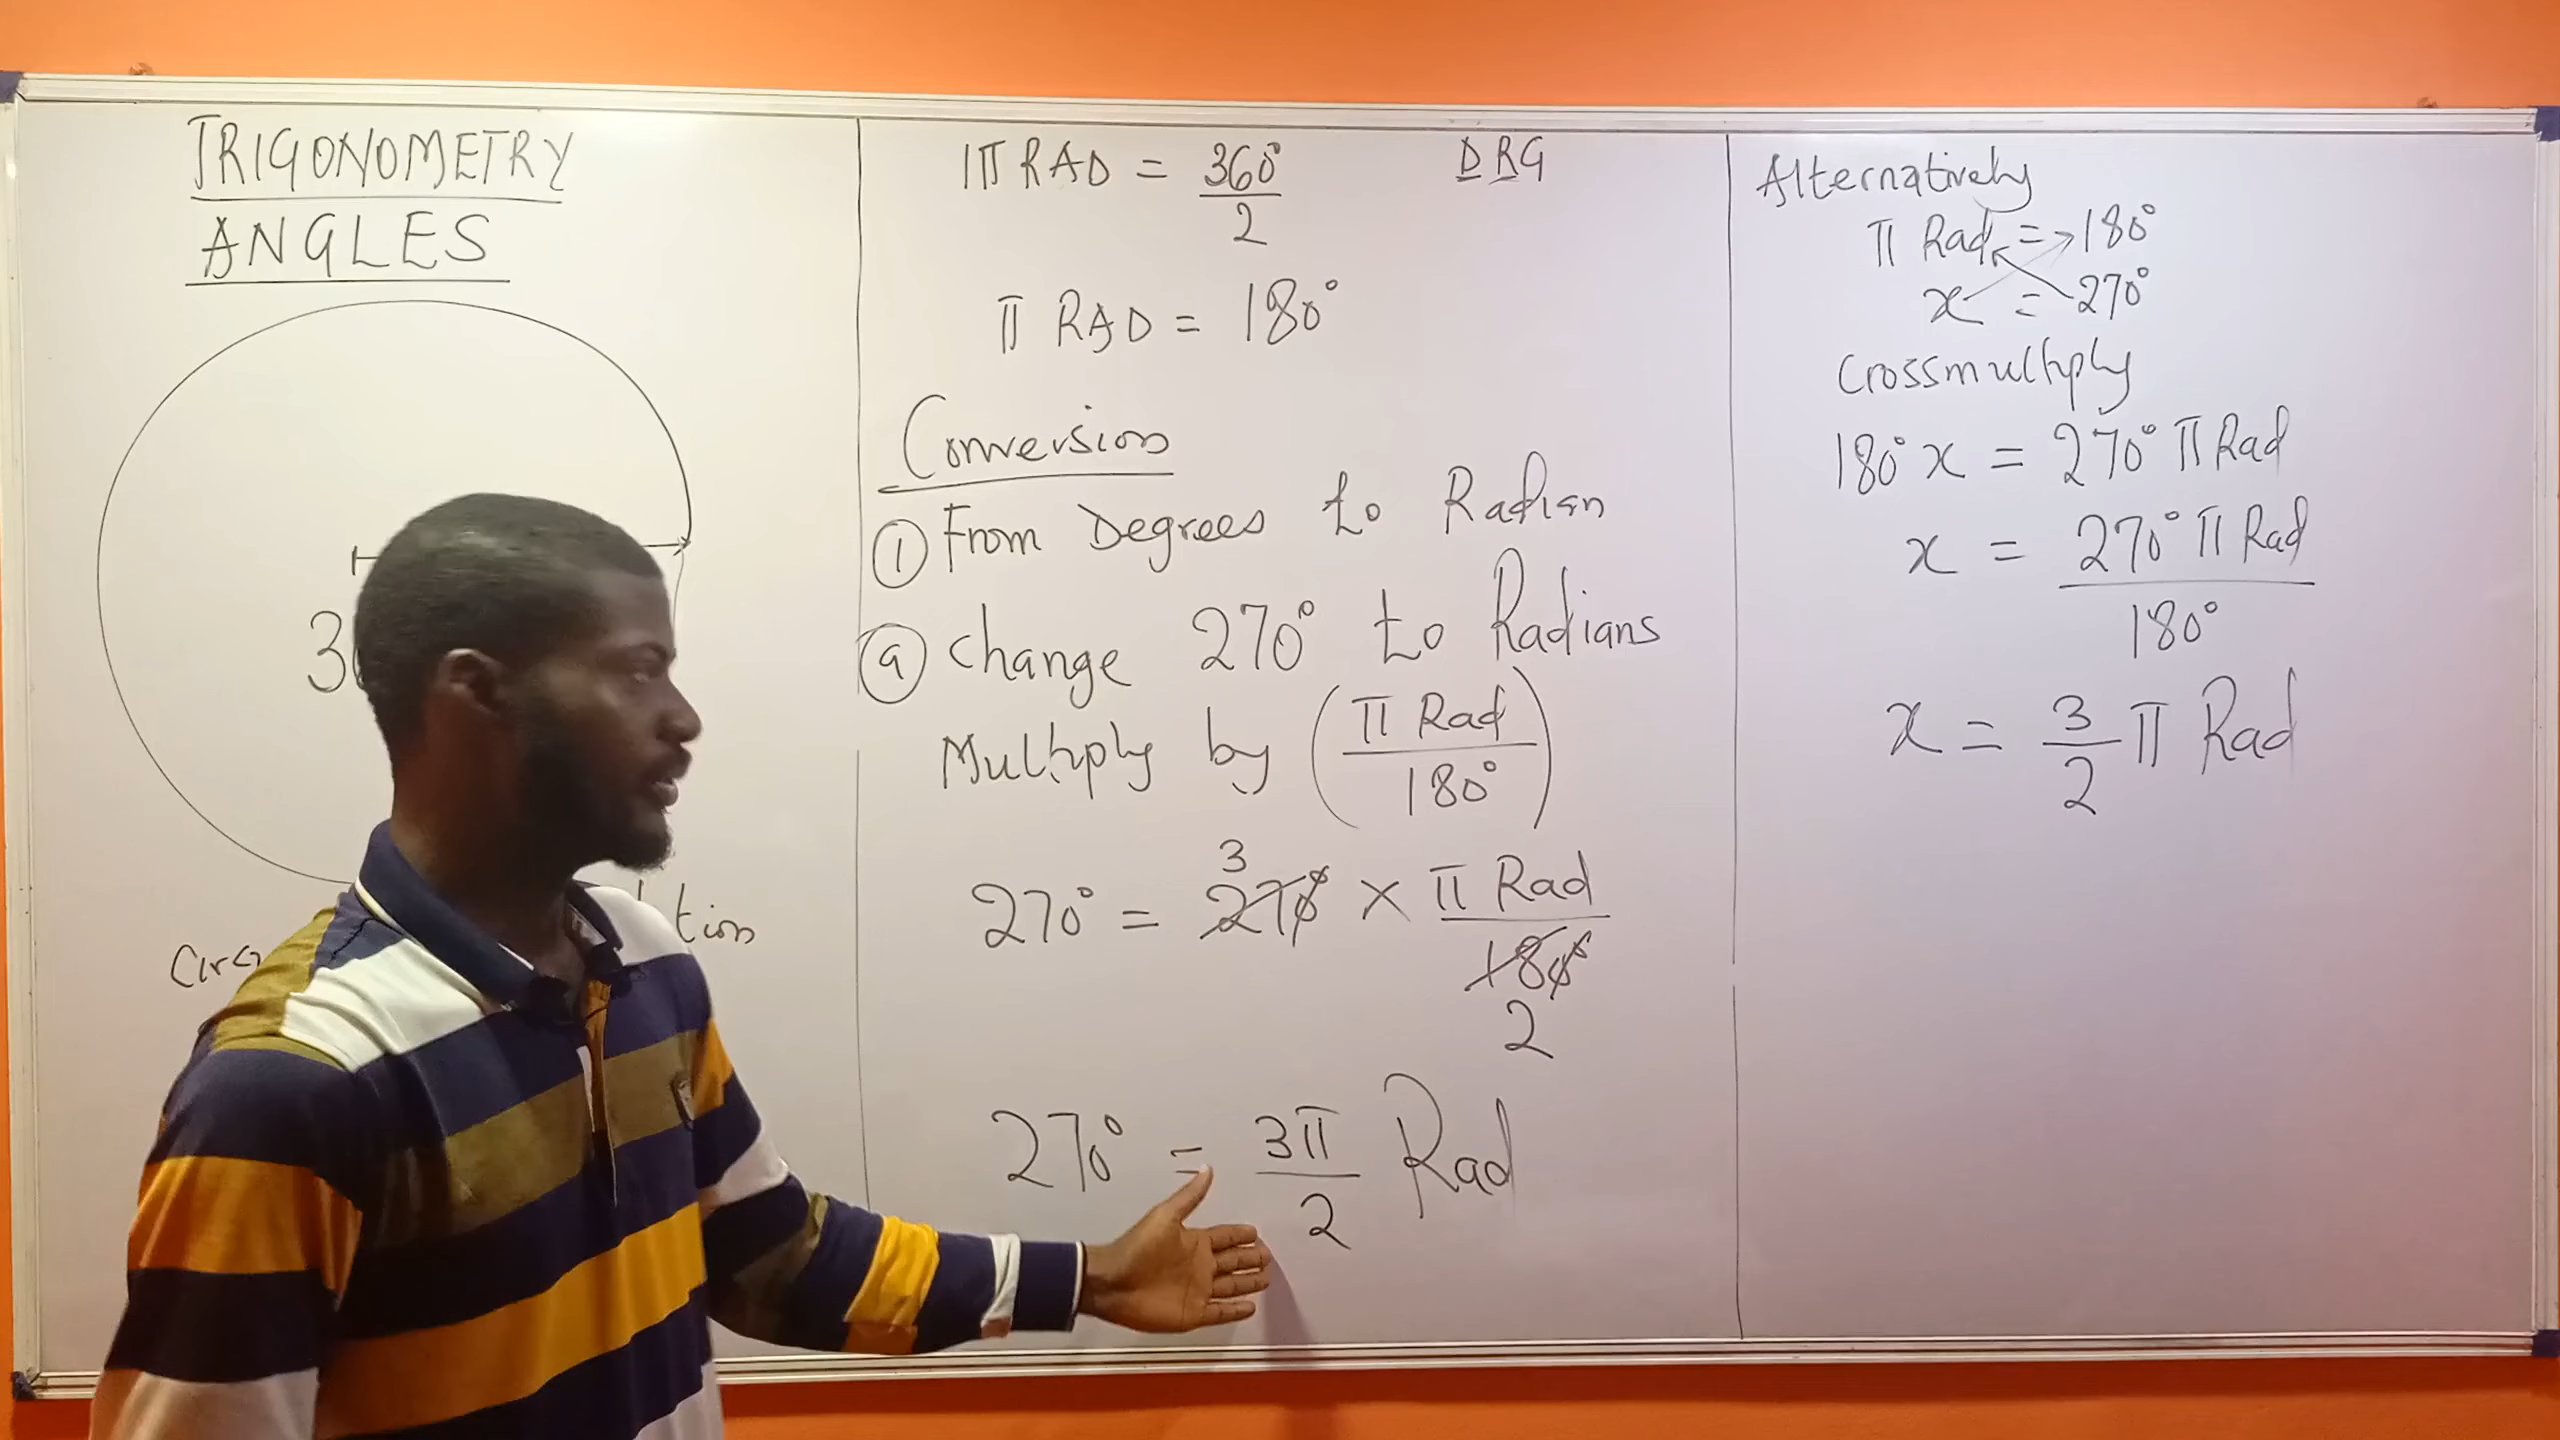 TRIGONOMETRY
ANGLES
1π RAD = 360°/2
DRG
π RAD = 180°
Conversion
① From Degrees to Radian
ⓐ Change 270° to Radians
Multiply by (π Rad/180°)
270° = 270° × π Rad/180°
3
2
270° = 3π/2 Rad
Alternatively
π Rad = 180°
x = 270°
Crossmultiply
180° x = 270° π Rad
x = 270° π Rad/180°
x = 3/2 π Rad